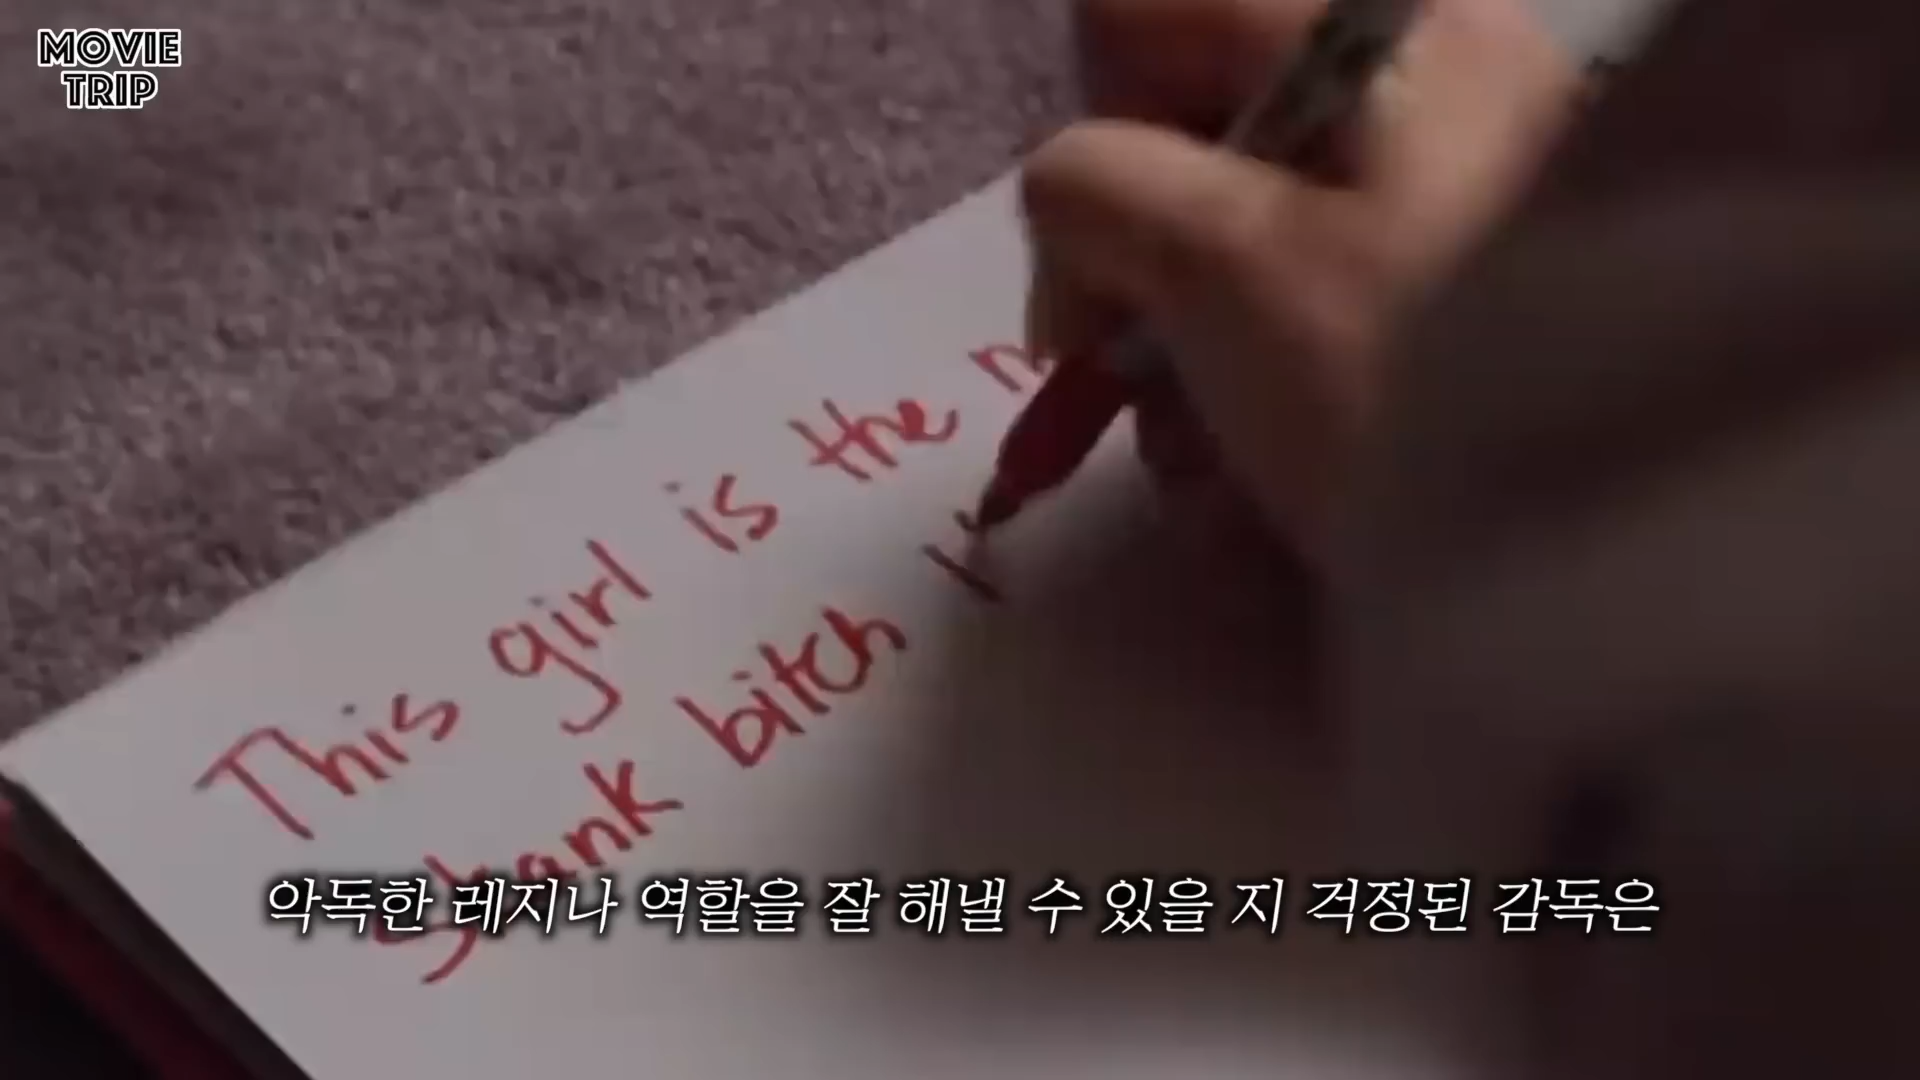 MOVIE
TRIP
This girl is the
skank bitch
악독한 레지나 역할을 잘 해낼 수 있을 지 걱정된 감독은